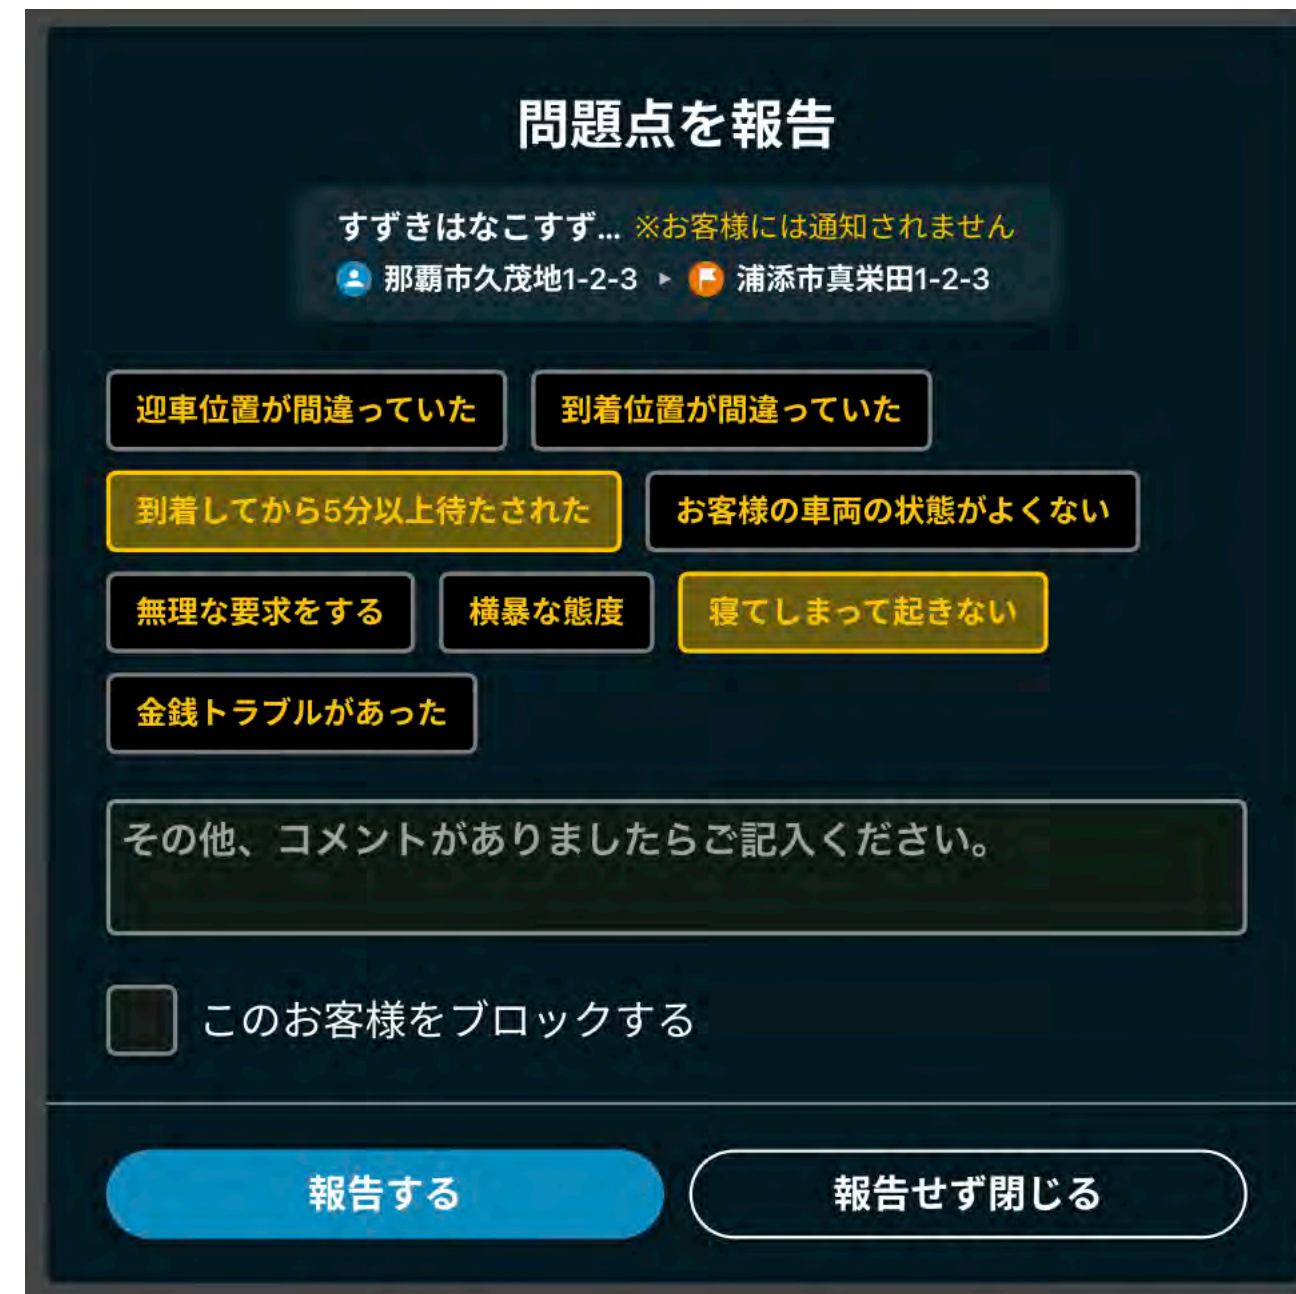 問題点を報告
すずきはなこすず... ※お客様には通知されません
那覇市久茂地1-2-3 ▸ 浦添市真栄田1-2-3
迎車位置が間違っていた 到着位置が間違っていた
到着してから5分以上待たされた お客様の車両の状態がよくない
無理な要求をする 横暴な態度 寝てしまって起きない
金銭トラブルがあった
その他、コメントがありましたらご記入ください。
このお客様をブロックする
報告する 報告せず閉じる